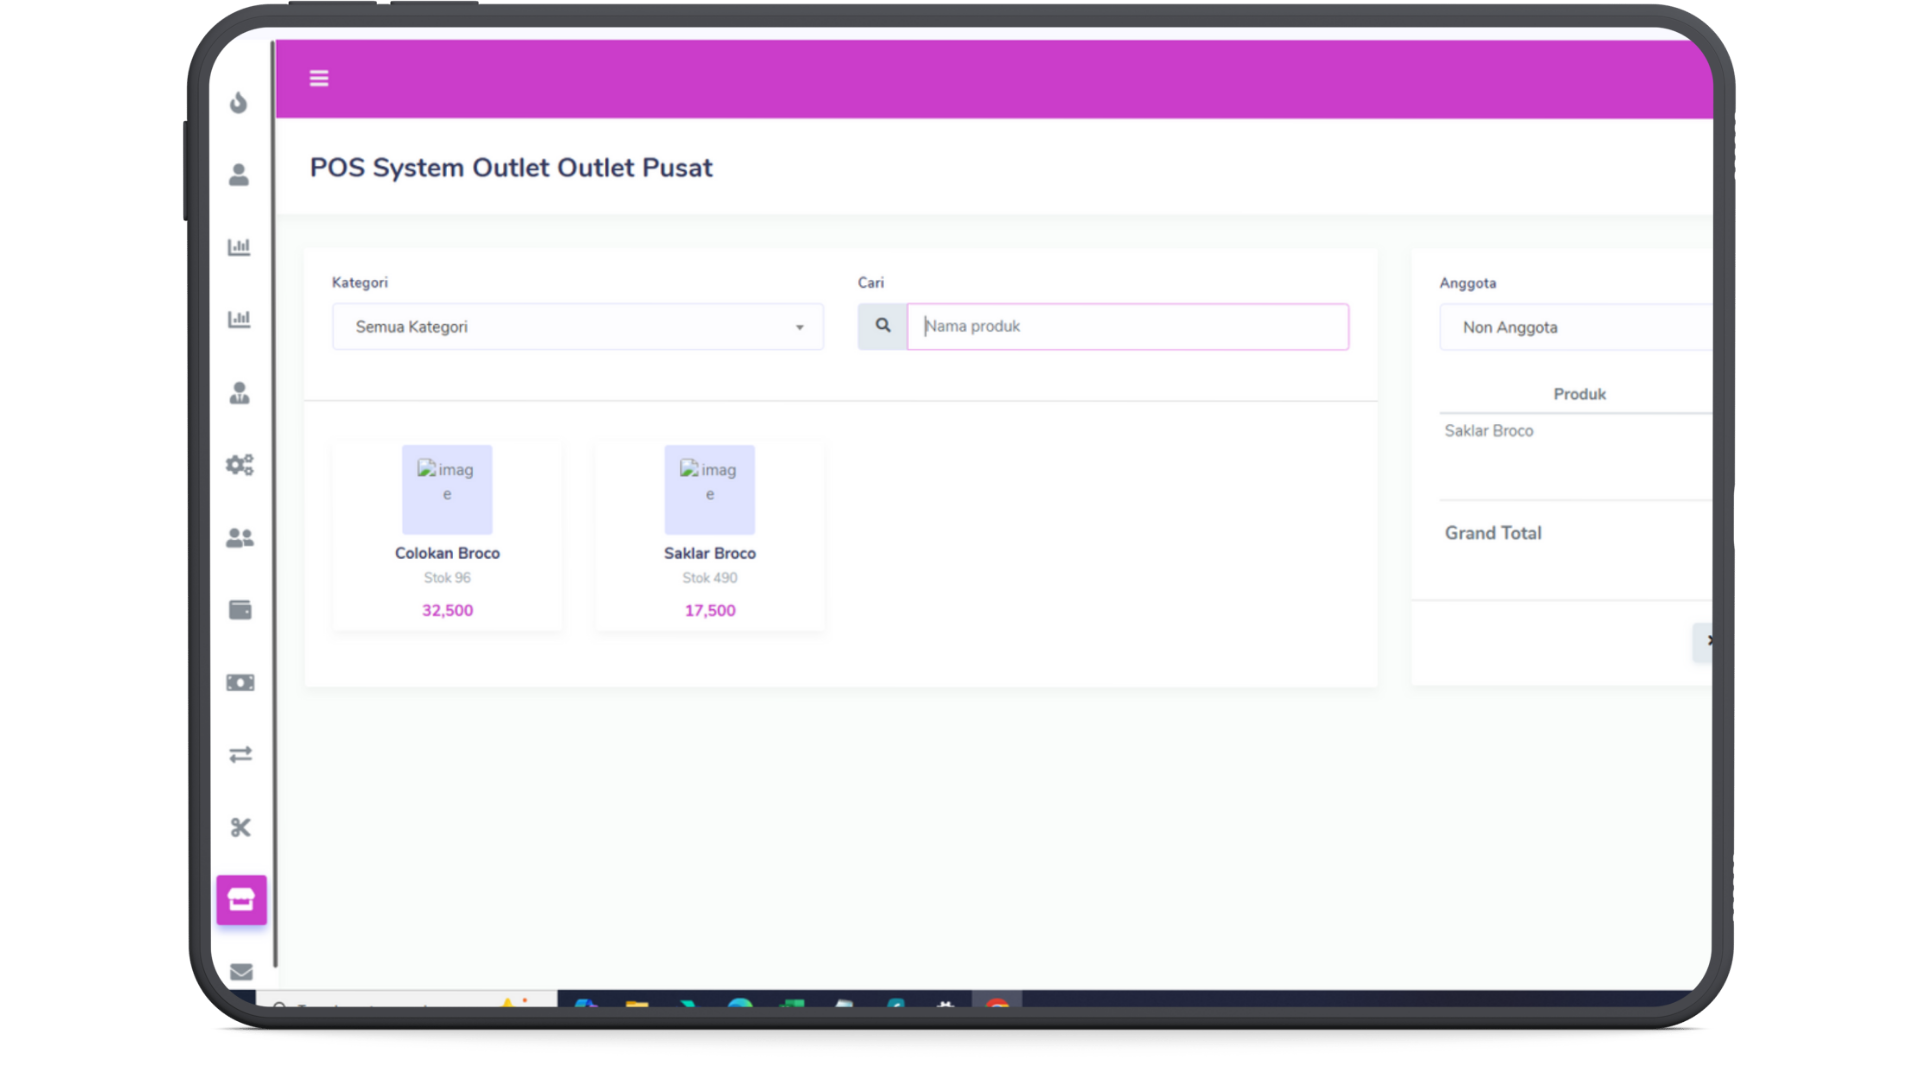 POS System Outlet Outlet Pusat
Kategori
Semua Kategori
Cari
Nama produk
imag
e
Colokan Broco
Stok 96
32,500
imag
e
Saklar Broco
Stok 490
17,500
Anggota
Non Anggota
Produk
Saklar Broco
Grand Total